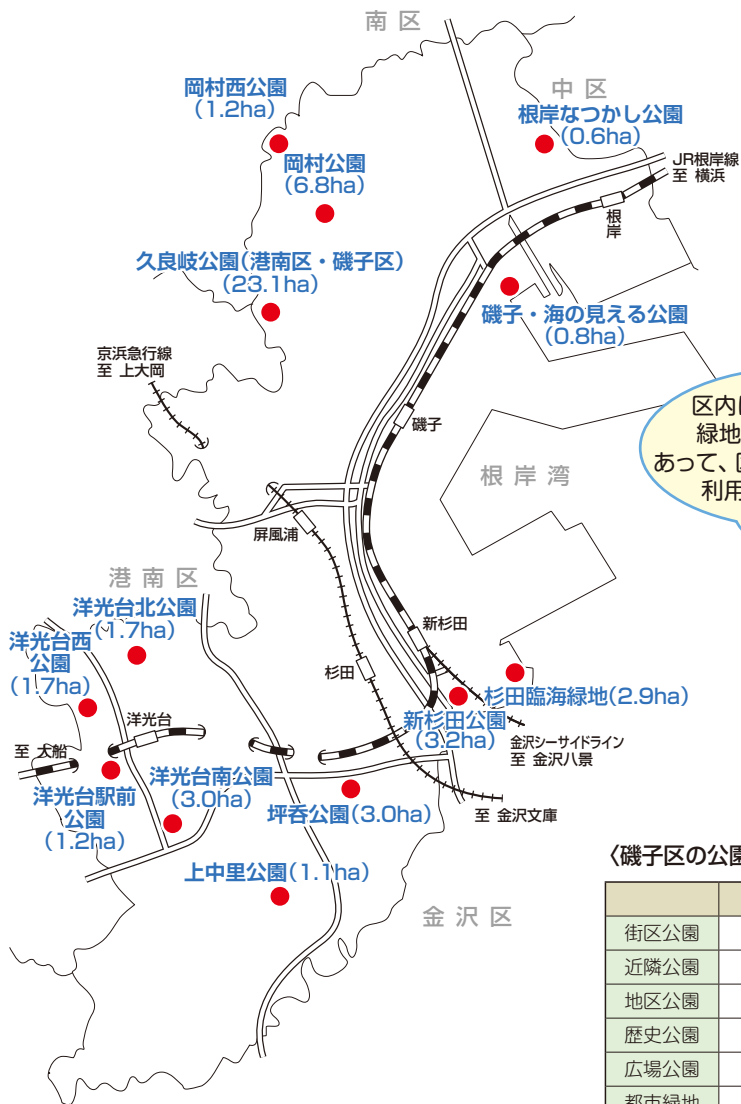 南区
中区
岡村西公園
(1.2ha)
根岸なつかし公園
(0.6ha)
岡村公園
(6.8ha)
JR根岸線
至 横浜
根岸
久良岐公園(港南区・磯子区)
(23.1ha)
磯子・海の見える公園
(0.8ha)
京浜急行線
至 上大岡
区内に
緑地
あって、区
利用
磯子
根岸湾
屏風浦
港南区
洋光台北公園
(1.7ha)
洋光台西
公園
(1.7ha)
新杉田
杉田
杉田臨海緑地(2.9ha)
新杉田公園
(3.2ha)
洋光台
金沢シーサイドライン
至 金沢八景
至 大船
洋光台駅前
公園
(1.2ha)
洋光台南公園
(3.0ha)
坪呑公園(3.0ha)
至 金沢文庫
上中里公園(1.1ha)
金沢区
〈磯子区の公園
街区公園
近隣公園
地区公園
歴史公園
広場公園
都市緑地